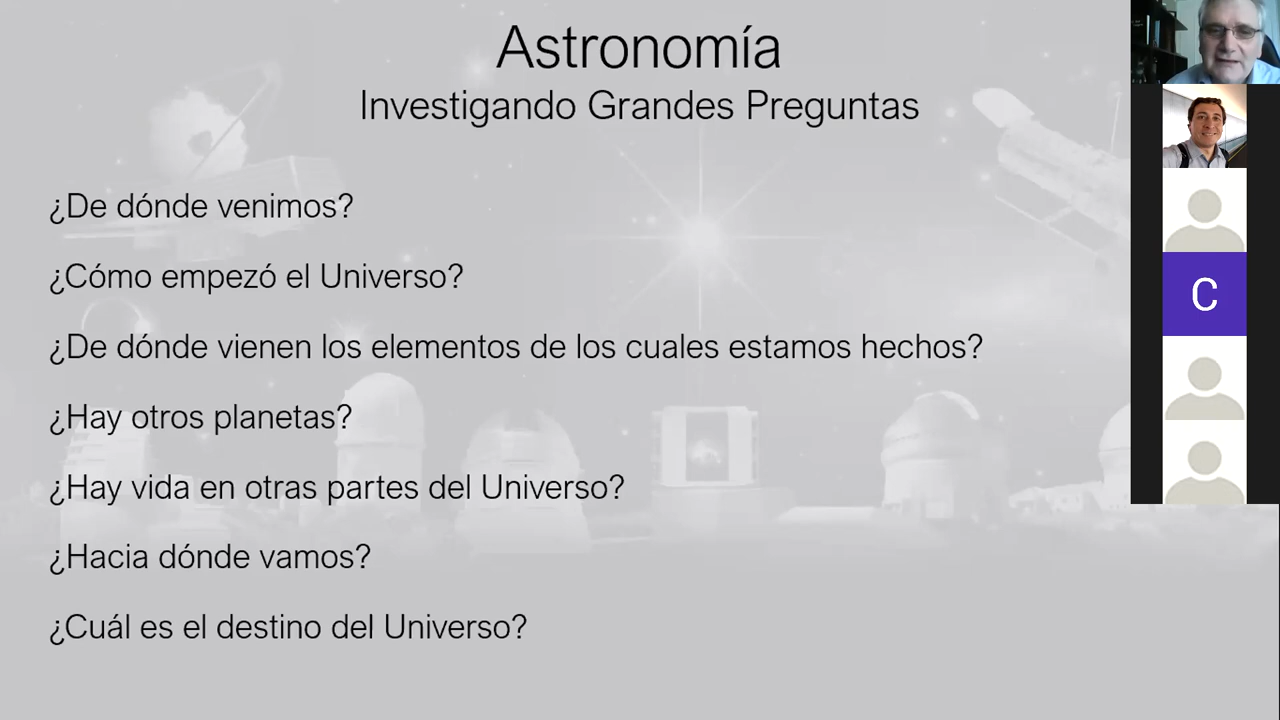 Astronomía
Investigando Grandes Preguntas
¿De dónde venimos?
¿Cómo empezó el Universo?
¿De dónde vienen los elementos de los cuales estamos hechos?
¿Hay otros planetas?
¿Hay vida en otras partes del Universo?
¿Hacia dónde vamos?
¿Cuál es el destino del Universo?
C